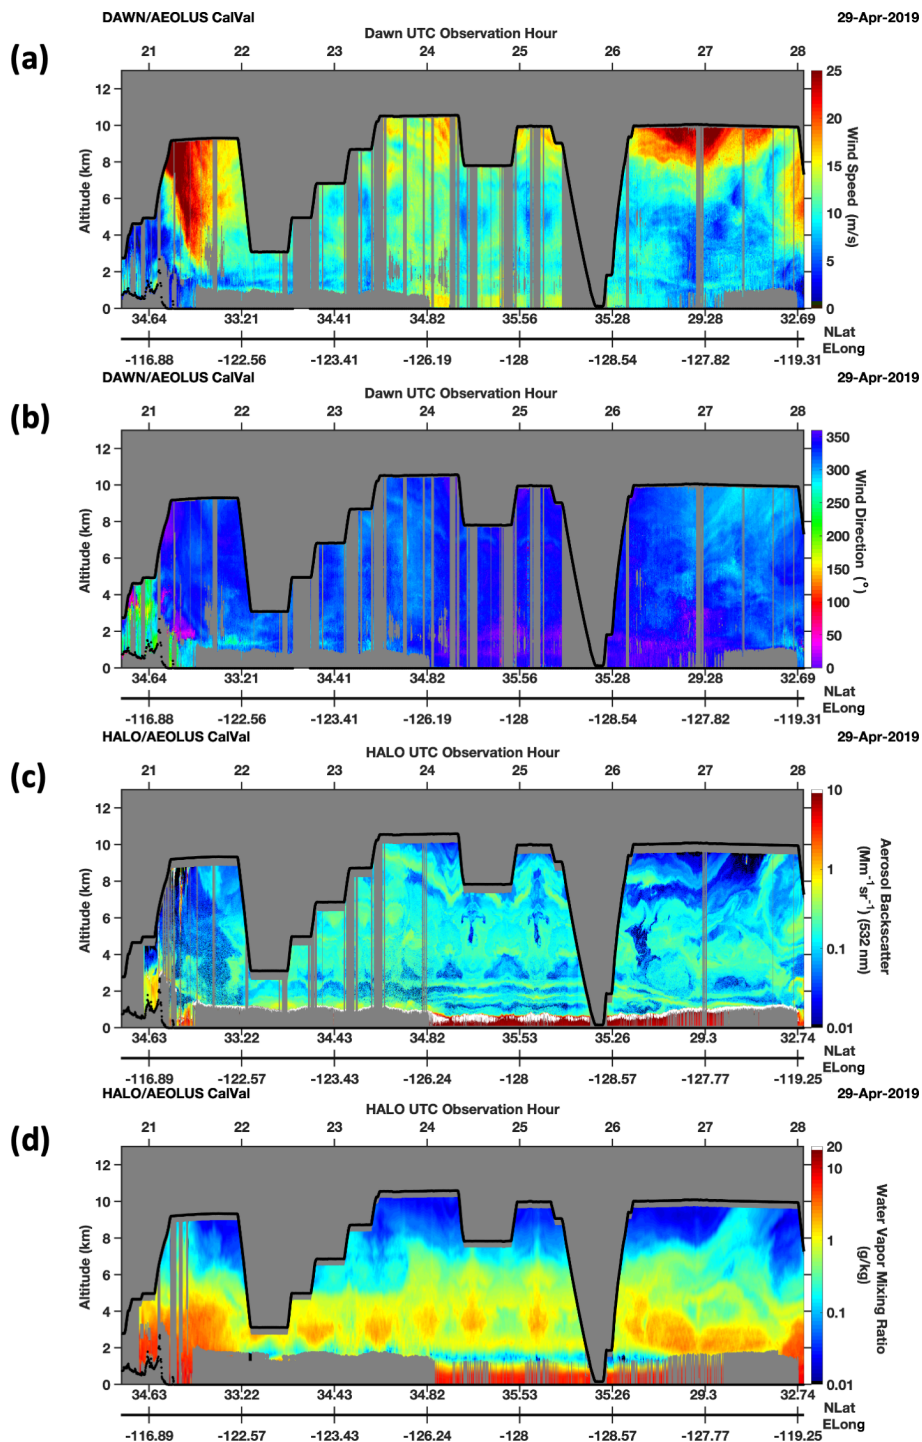 DAWN/AEOLUS CalVal 29-Apr-2019
(a)
Dawn UTC Observation Hour
21 22 23 24 25 26 27 28
Altitude (km)
12
10
8
6
4
2
0
25
20
15
10
5
0
Wind Speed (m/s)
34.64 33.21 34.41 34.82 35.56 35.28 29.28 32.69
NLat
ELong
-116.88 -122.56 -123.41 -126.19 -128 -128.54 -127.82 -119.31
DAWN/AEOLUS CalVal 29-Apr-2019
(b)
Dawn UTC Observation Hour
21 22 23 24 25 26 27 28
Altitude (km)
12
10
8
6
4
2
0
350
300
250
200
150
100
50
0
Wind Direction (°)
34.64 33.21 34.41 34.92 35.56 35.28 29.28 32.69
NLat
ELong
-116.88 -122.56 -123.41 -126.19 -128 -128.54 -127.82 -119.31
HALO/AEOLUS CalVal 29-Apr-2019
(c)
HALO UTC Observation Hour
21 22 23 24 25 26 27 28
Altitude (km)
12
10
8
6
4
2
0
10
1
0.1
0.01
Aerosol Backscatter
(Mm⁻¹ sr⁻¹) (532 nm)
34.63 33.22 34.43 34.82 35.53 35.26 29.3 32.74
NLat
ELong
-116.89 -122.57 -123.43 -126.24 -128 -128.57 -127.77 -119.25
HALO/AEOLUS CalVal 29-Apr-2019
(d)
HALO UTC Observation Hour
21 22 23 24 25 26 27 28
Altitude (km)
12
10
8
6
4
2
0
20
10
1
0.1
0.01
Water Vapor Mixing Ratio
(g/kg)
34.63 33.22 34.43 34.82 35.53 35.26 29.3 32.74
NLat
ELong
-116.89 -122.57 -123.43 -126.24 -128 -128.57 -127.77 -119.25